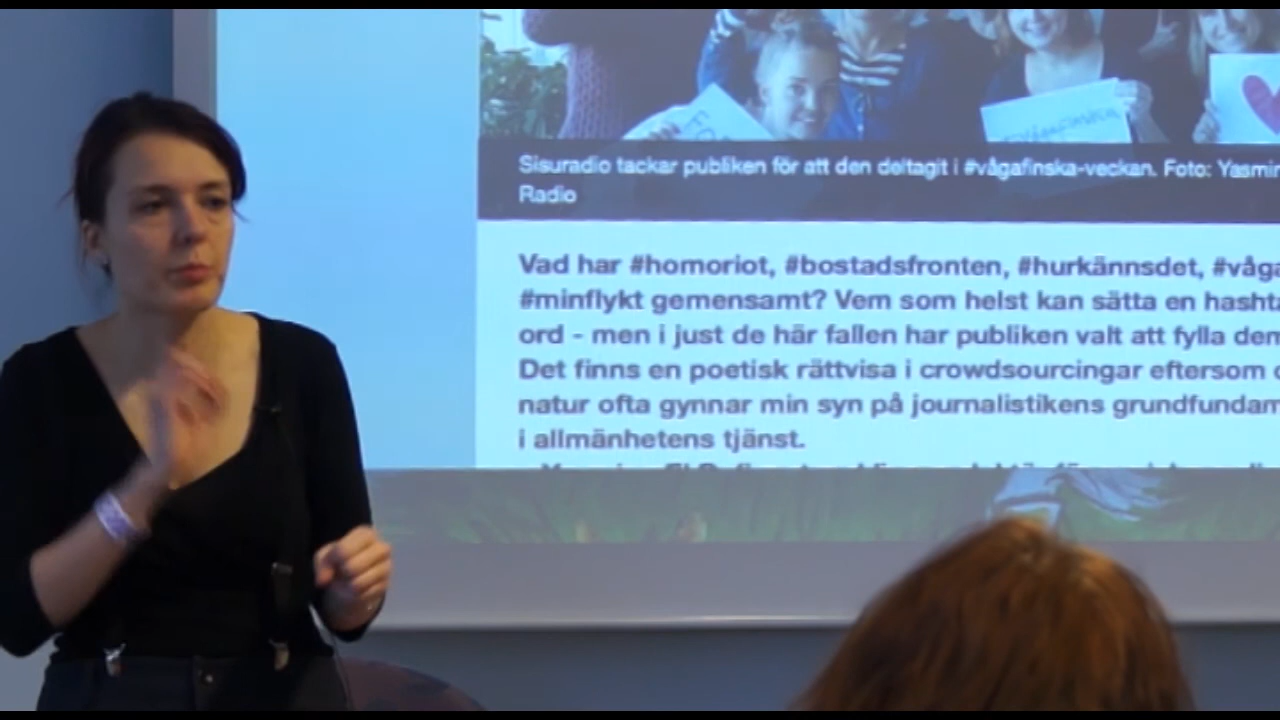 Sisuradio tackar publiken för att den deltagit i #vågafinska-veckan. Foto: Yasmin
Radio
Vad har #homoriot, #bostadsfronten, #hurkännsdet, #våga
#minflykt gemensamt? Vem som helst kan sätta en hashta
ord - men i just de här fallen har publiken valt att fylla dem
Det finns en poetisk rättvisa i crowdsourcingar eftersom
natur ofta gynnar min syn på journalistikens grundfundam
i allmänhetens tjänst.